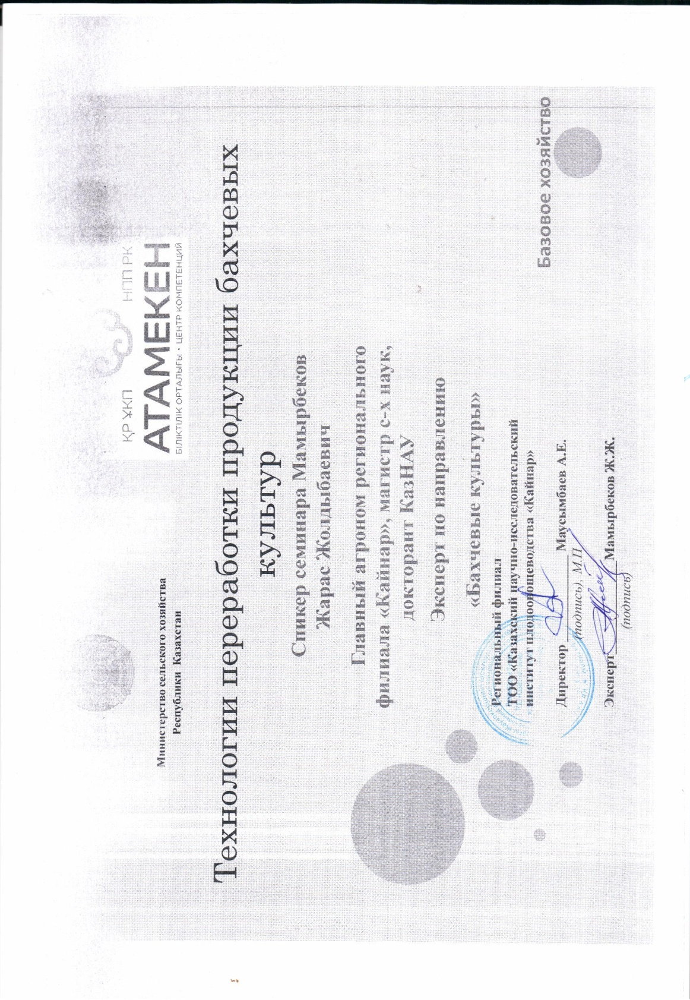 Министерство сельского хозяйства
Республики Казахстан
ҚР ҰКП НПП РК
АТАМЕКЕН
БІЛІКТІЛІК ОРТАЛЫҒЫ • ЦЕНТР КОМПЕТЕНЦИЙ
Технологии переработки продукции бахчевых
культур
Спикер семинара Мамырбеков
Жарас Жолдыбаевич
Главный агроном регионального
филиала «Кайнар», магистр с-х наук,
докторант КазНАУ
Эксперт по направлению
«Бахчевые культуры»
Региональный филиал
ТОО «Казахский научно-исследовательский
институт плодоовощеводства «Кайнар»
Директор Маусымбаев А.Е.
(подпись), М.П
Эксперт Мамырбеков Ж.Ж.
(подпись)
Базовое хозяйство